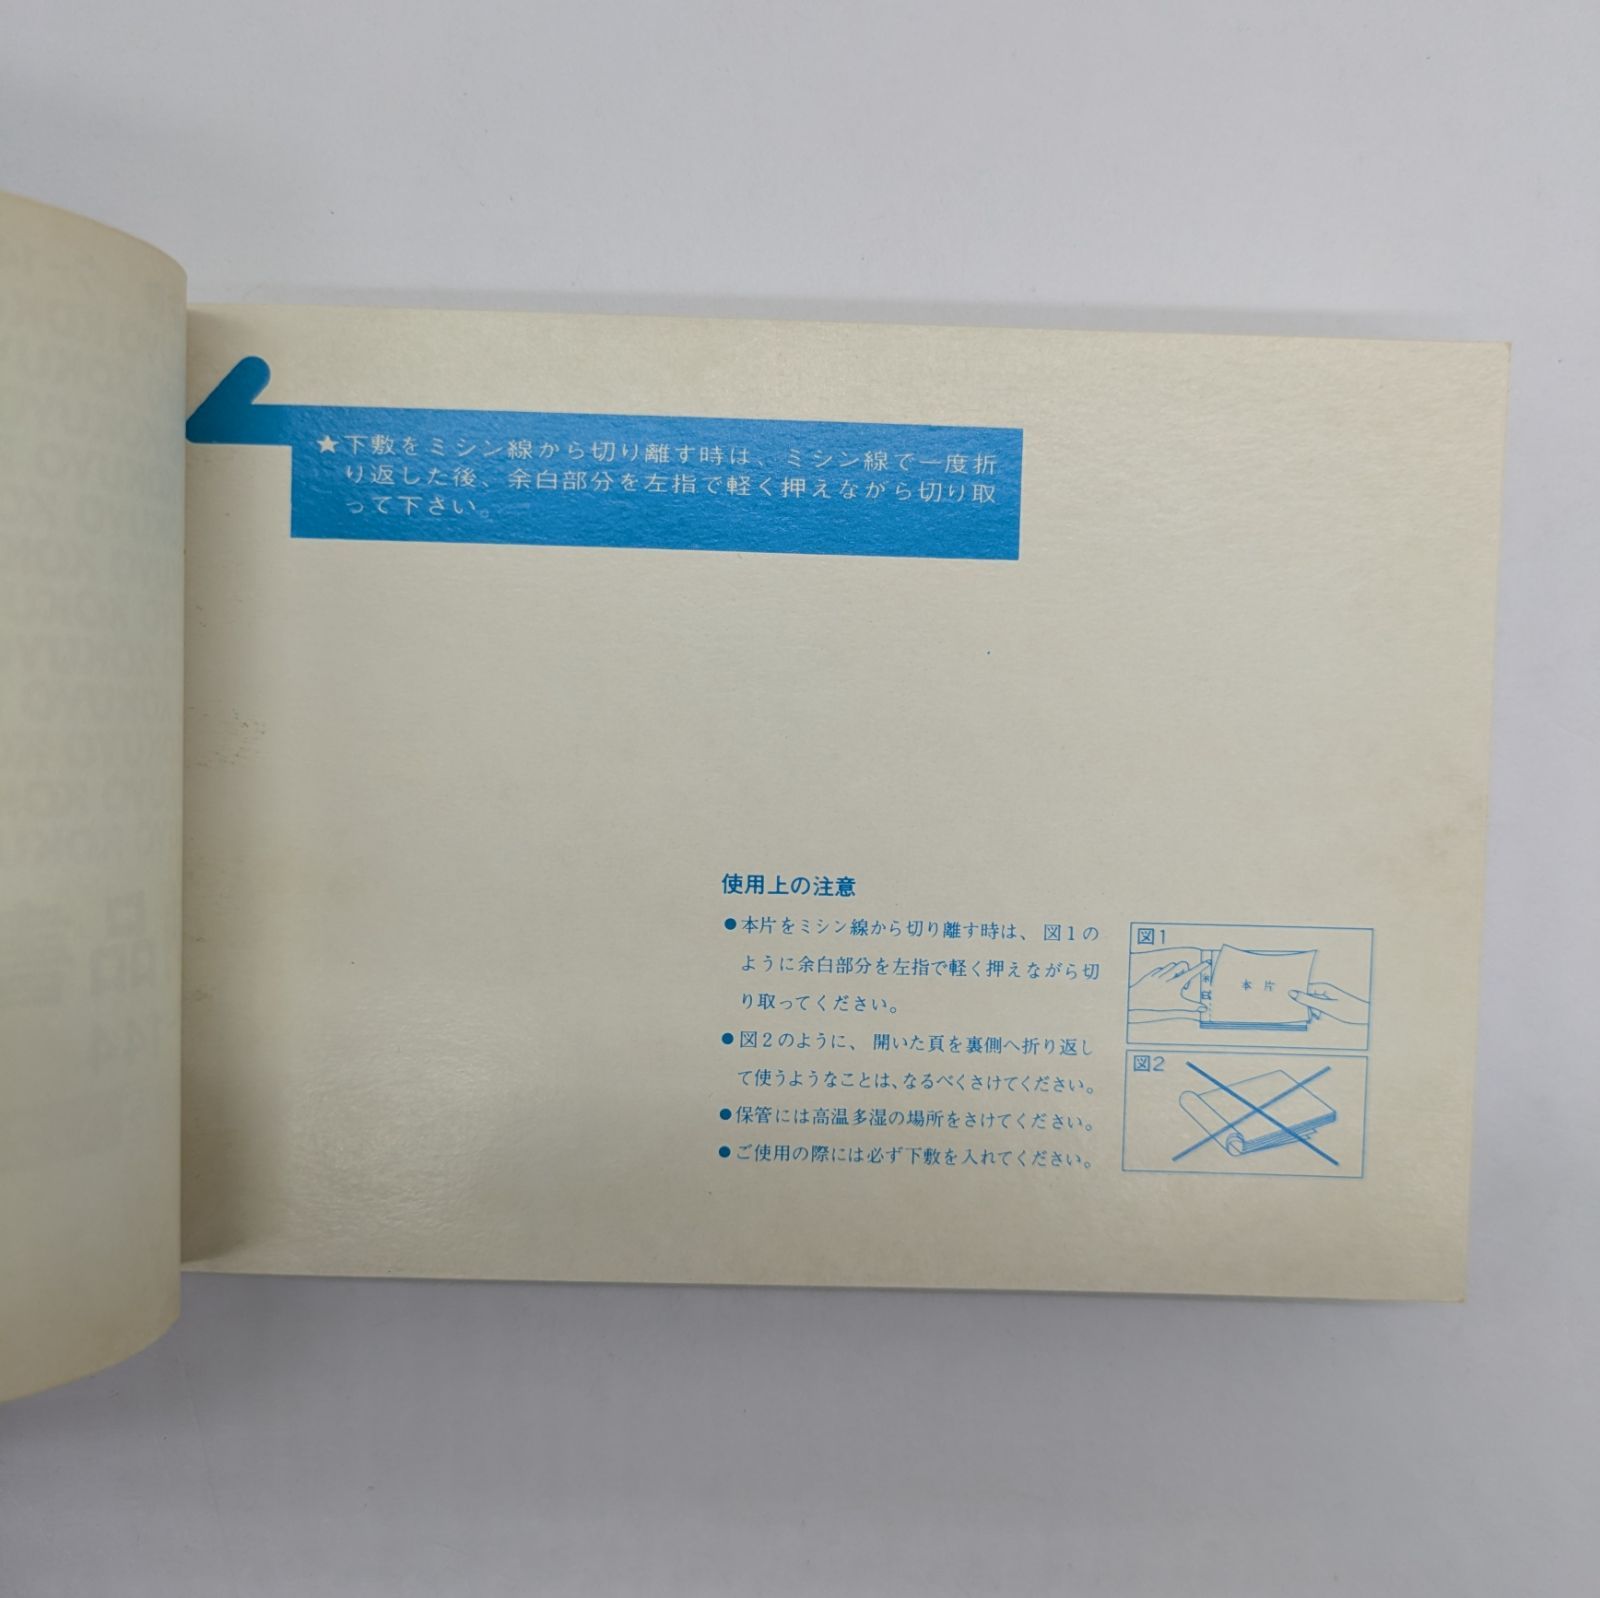 ★下敷をミシン線から切り離す時は、ミシン線で一度折
り返した後、余白部分を左指で軽く押えながら切り取
って下さい。
使用上の注意
●本片をミシン線から切り離す時は、図1の
ように余白部分を左指で軽く押えながら切
り取ってください。
●図2のように、開いた頁を裏側へ折り返し
て使うようなことは、なるべくさけてください。
●保管には高温多湿の場所をさけてください。
●ご使用の際には必ず下敷を入れてください。
図1
本片
図2